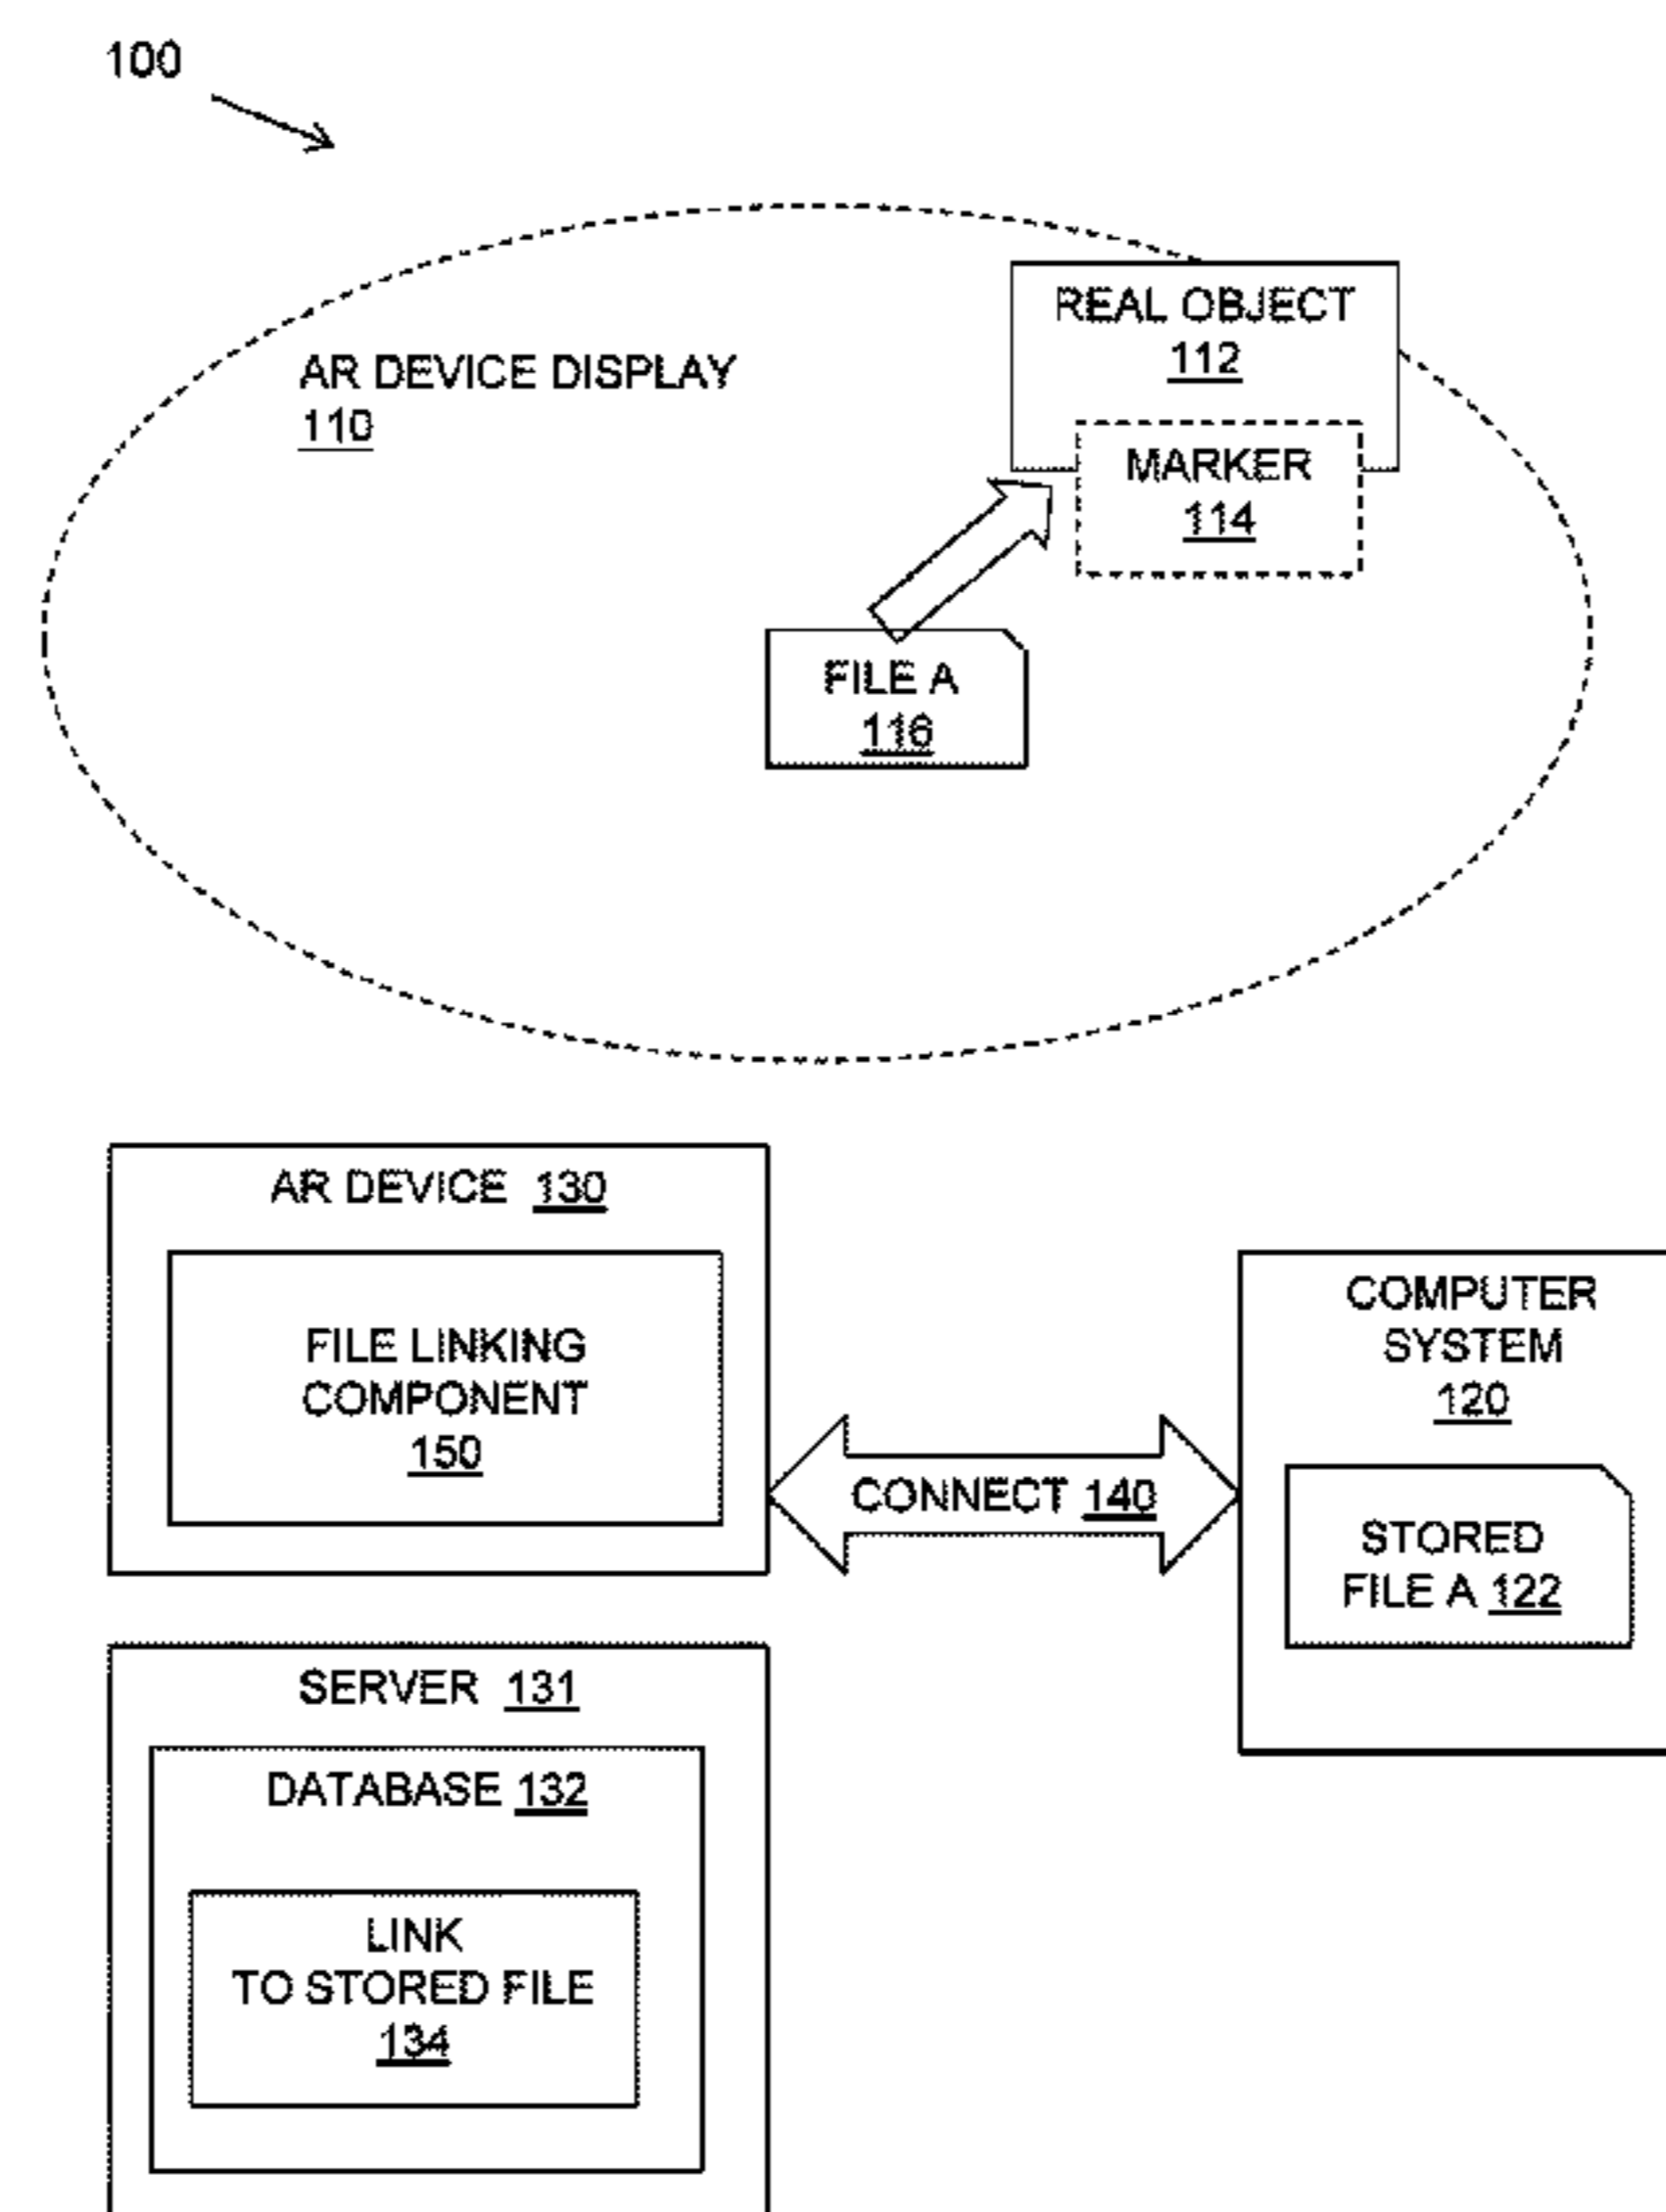 100
REAL OBJECT
112
AR DEVICE DISPLAY
110
MARKER
114
FILE A
116
AR DEVICE 130
FILE LINKING
COMPONENT
150
COMPUTER
SYSTEM
120
CONNECT 140
STORED
FILE A 122
SERVER 131
DATABASE 132
LINK
TO STORED FILE
134